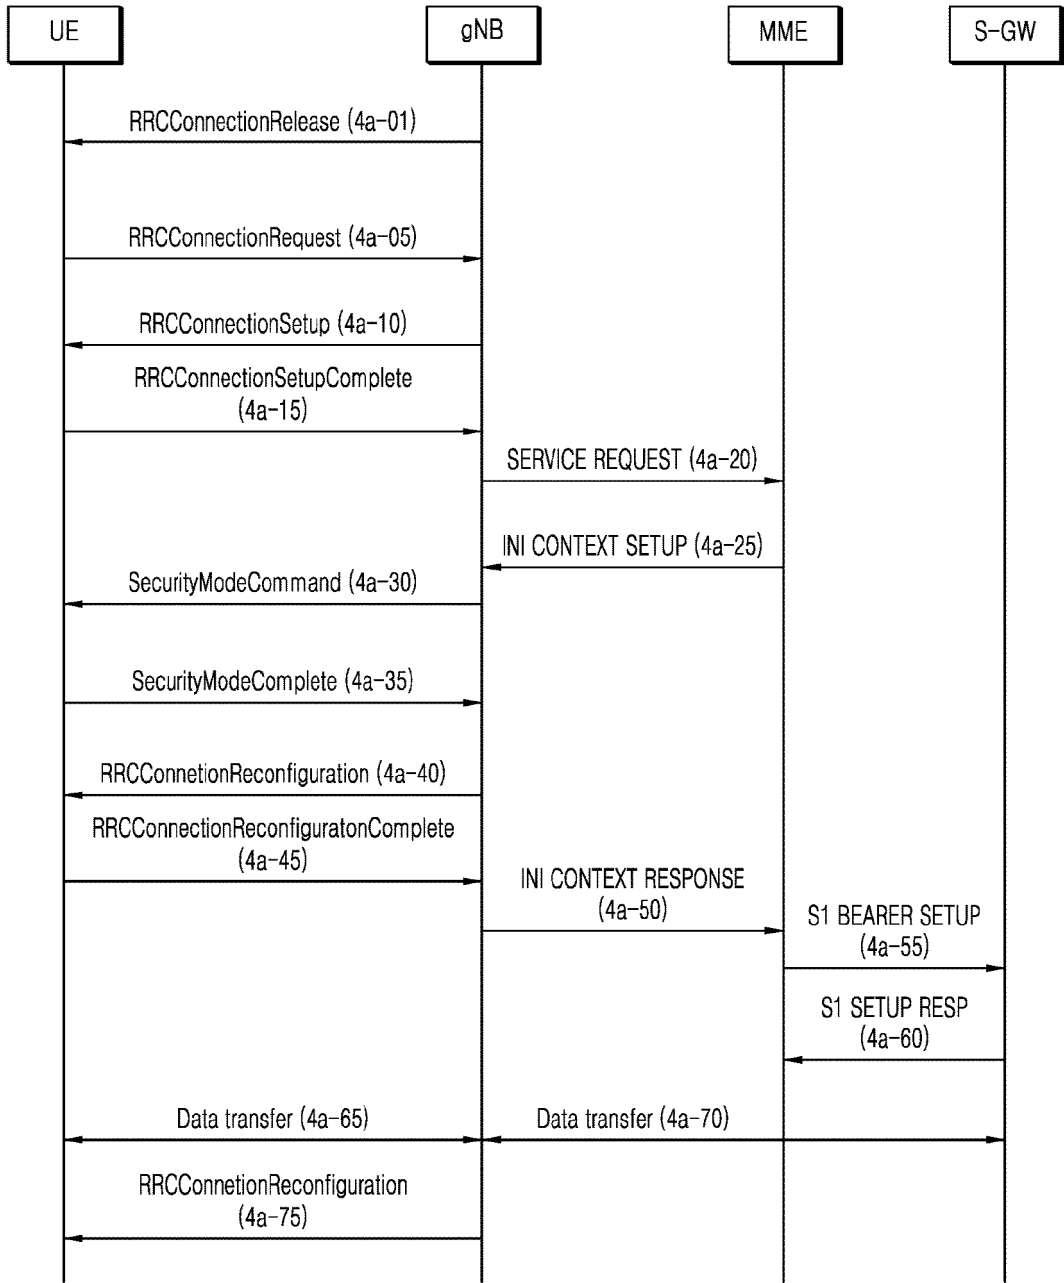 UE
gNB
MME
S-GW
RRCConnectionRelease (4a-01)
RRCConnectionRequest (4a-05)
RRCConnectionSetup (4a-10)
RRCConnectionSetupComplete
(4a-15)
SERVICE REQUEST (4a-20)
INI CONTEXT SETUP (4a-25)
SecurityModeCommand (4a-30)
SecurityModeComplete (4a-35)
RRCConnetionReconfiguration (4a-40)
RRCConnectionReconfiguratonComplete
(4a-45)
INI CONTEXT RESPONSE
(4a-50)
S1 BEARER SETUP
(4a-55)
S1 SETUP RESP
(4a-60)
Data transfer (4a-65)
Data transfer (4a-70)
RRCConnetionReconfiguration
(4a-75)